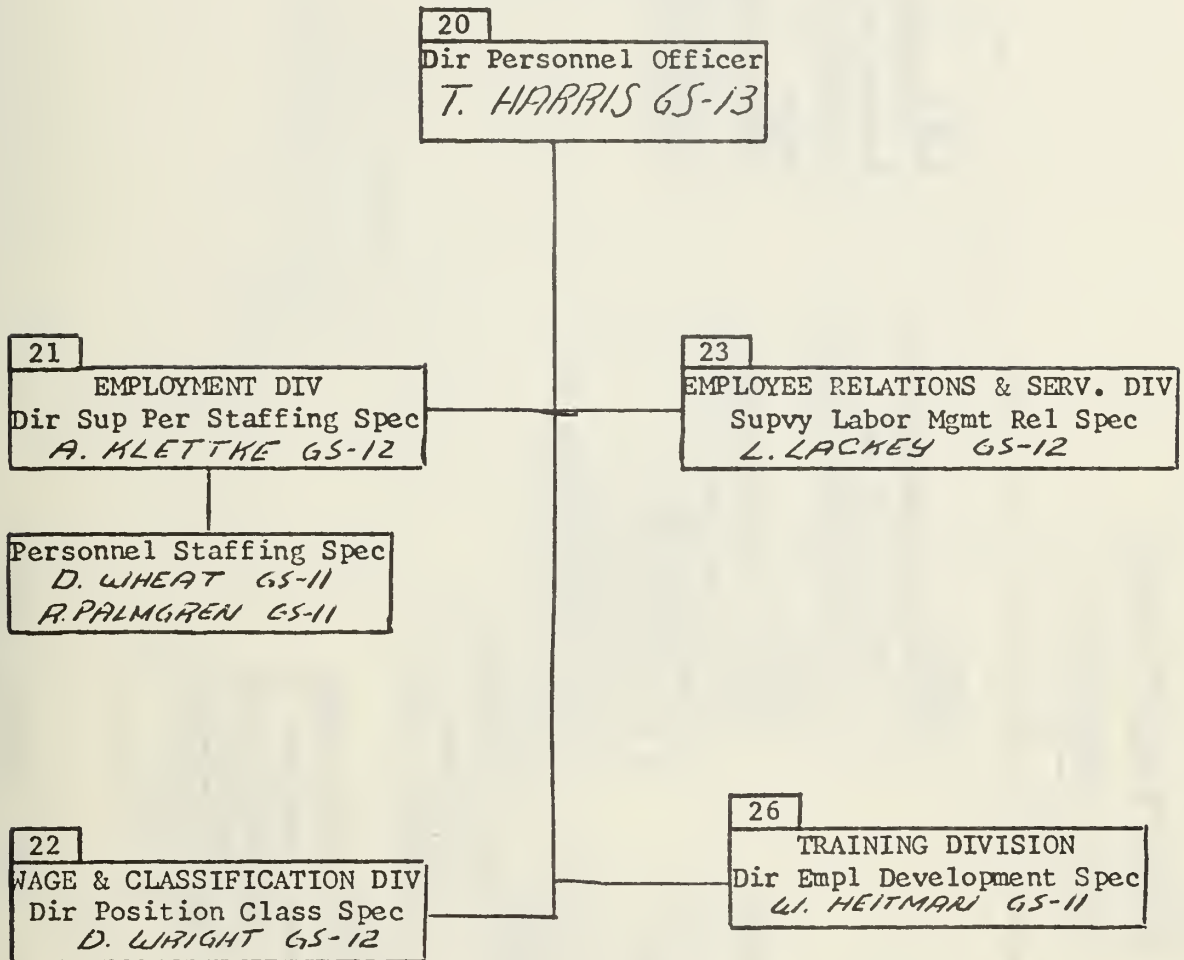 20
Dir Personnel Officer
T. HARRIS GS-13
21
EMPLOYMENT DIV
Dir Sup Per Staffing Spec
A. KLETTKE GS-12
Personnel Staffing Spec
D. WHEAT GS-11
R. PALMGREN GS-11
23
EMPLOYEE RELATIONS & SERV. DIV
Supvy Labor Mgmt Rel Spec
L. LACKEY GS-12
22
WAGE & CLASSIFICATION DIV
Dir Position Class Spec
D. WRIGHT GS-12
26
TRAINING DIVISION
Dir Empl Development Spec
W. HEITMAN GS-11